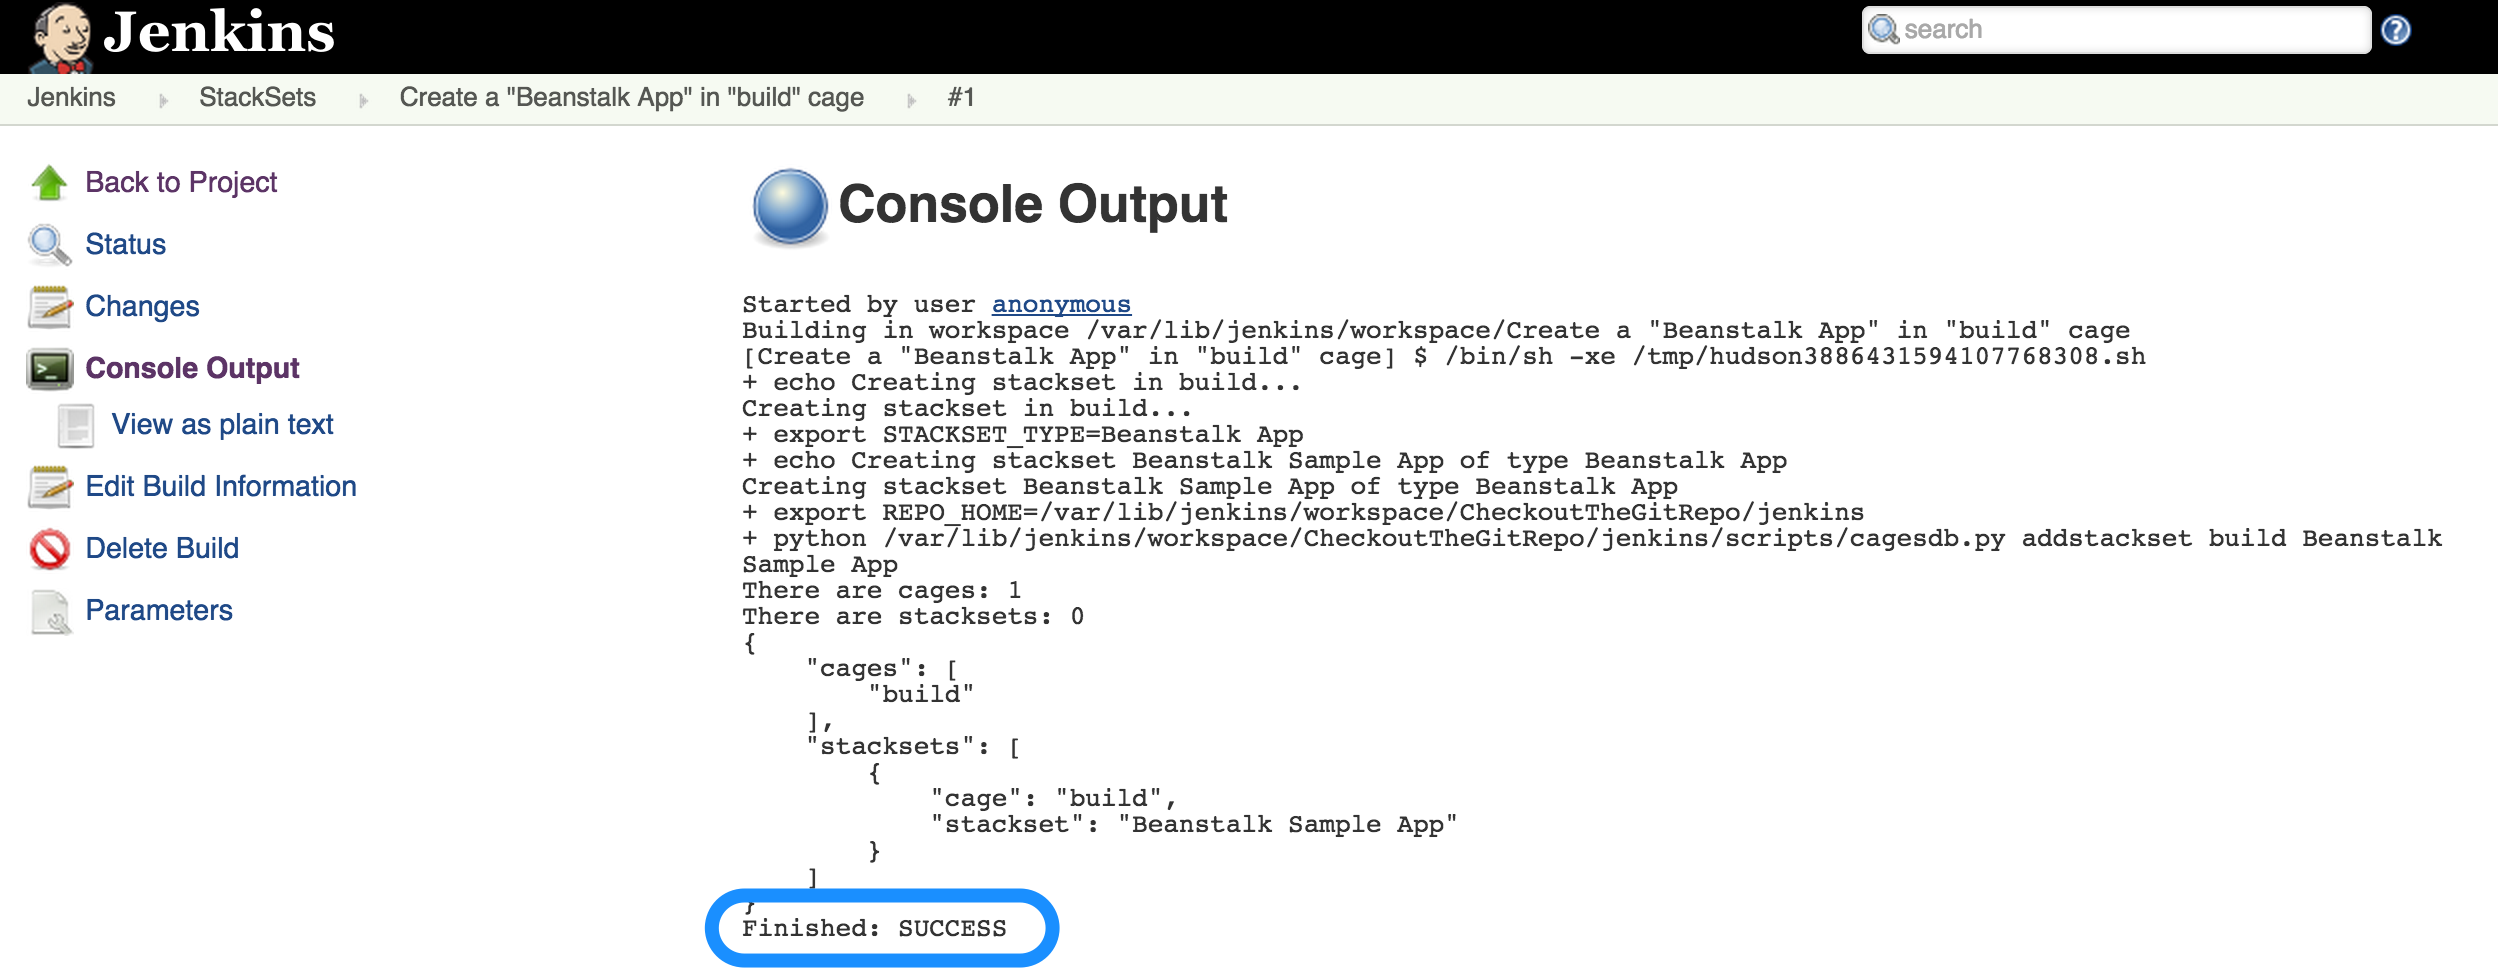 Jenkins
search
Jenkins StackSets Create a "Beanstalk App" in "build" cage #1
Back to Project
Status
Changes
Console Output
View as plain text
Edit Build Information
Delete Build
Parameters
Console Output
Started by user anonymous
Building in workspace /var/lib/jenkins/workspace/Create a "Beanstalk App" in "build" cage
[Create a "Beanstalk App" in "build" cage] $ /bin/sh -xe /tmp/hudson3886431594107768308.sh
+ echo Creating stackset in build...
Creating stackset in build...
+ export STACKSET_TYPE=Beanstalk App
+ echo Creating stackset Beanstalk Sample App of type Beanstalk App
Creating stackset Beanstalk Sample App of type Beanstalk App
+ export REPO_HOME=/var/lib/jenkins/workspace/CheckoutTheGitRepo/jenkins
+ python /var/lib/jenkins/workspace/CheckoutTheGitRepo/jenkins/scripts/cagesdb.py addstackset build Beanstalk
Sample App
There are cages: 1
There are stacksets: 0
{
    "cages": [
        "build"
    ],
    "stacksets": [
        {
            "cage": "build",
            "stackset": "Beanstalk Sample App"
        }
    ]
}
Finished: SUCCESS